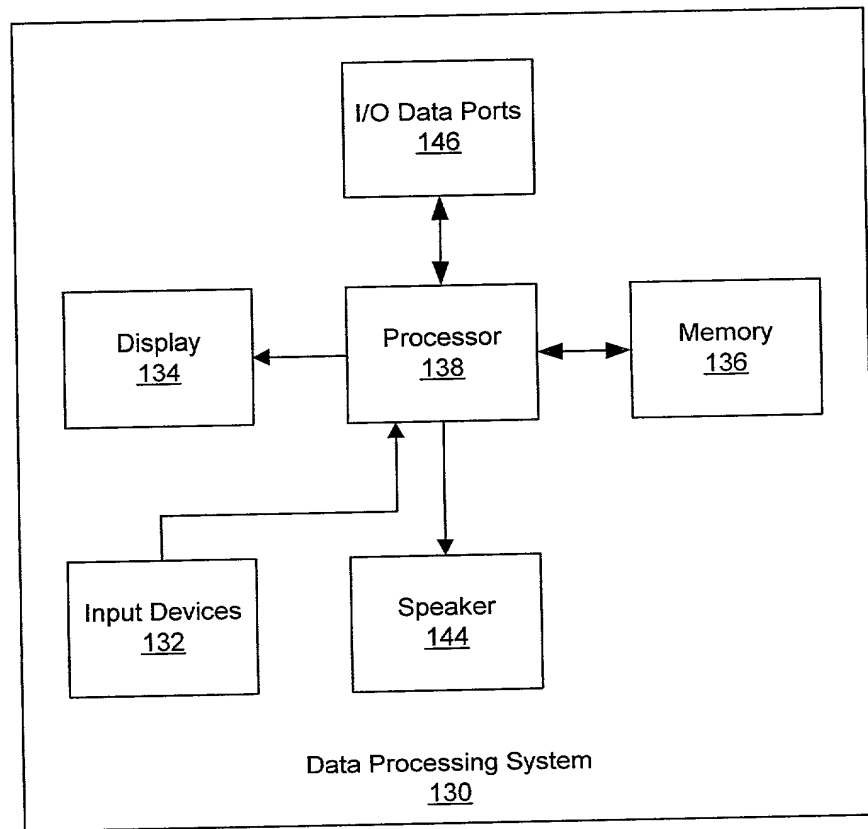 I/O Data Ports
146
Display
134
Processor
138
Memory
136
Input Devices
132
Speaker
144
Data Processing System
130